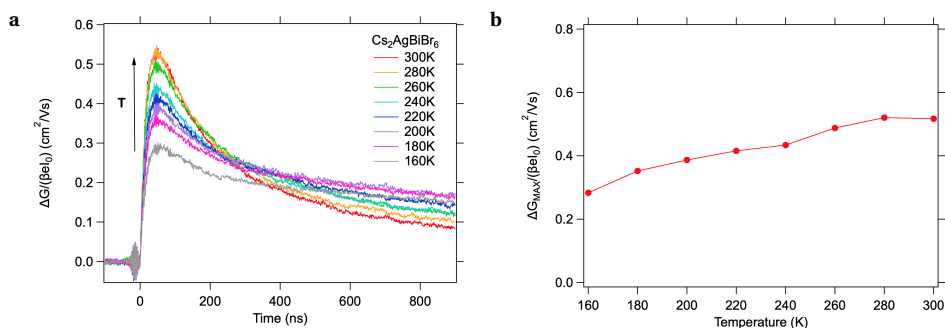 a
ΔG/(βeI₀) (cm²/Vs)
0.6
0.5
0.4
0.3
0.2
0.1
0.0
T
Cs₂AgBiBr₆
300K
280K
260K
240K
220K
200K
180K
160K
0
200
400
600
800
Time (ns)
b
ΔG_MAX/(βeI₀) (cm²/Vs)
0.8
0.6
0.4
0.2
0.0
160
180
200
220
240
260
280
300
Temperature (K)